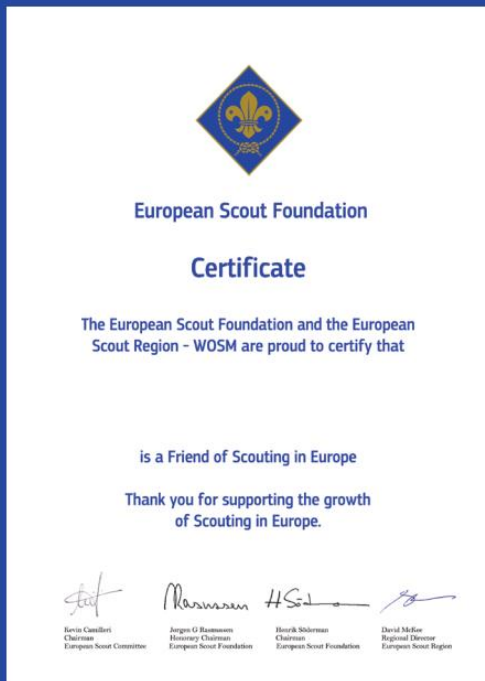 European Scout Foundation
Certificate
The European Scout Foundation and the European
Scout Region - WOSM are proud to certify that
is a Friend of Scouting in Europe
Thank you for supporting the growth
of Scouting in Europe.
Rasmussen HSöd
Kevin Camilleri
Chairman
European Scout Committee
Jørgen G Rasmussen
Honorary Chairman
European Scout Foundation
Henrik Söderman
Chairman
European Scout Foundation
David McKee
Regional Director
European Scout Region